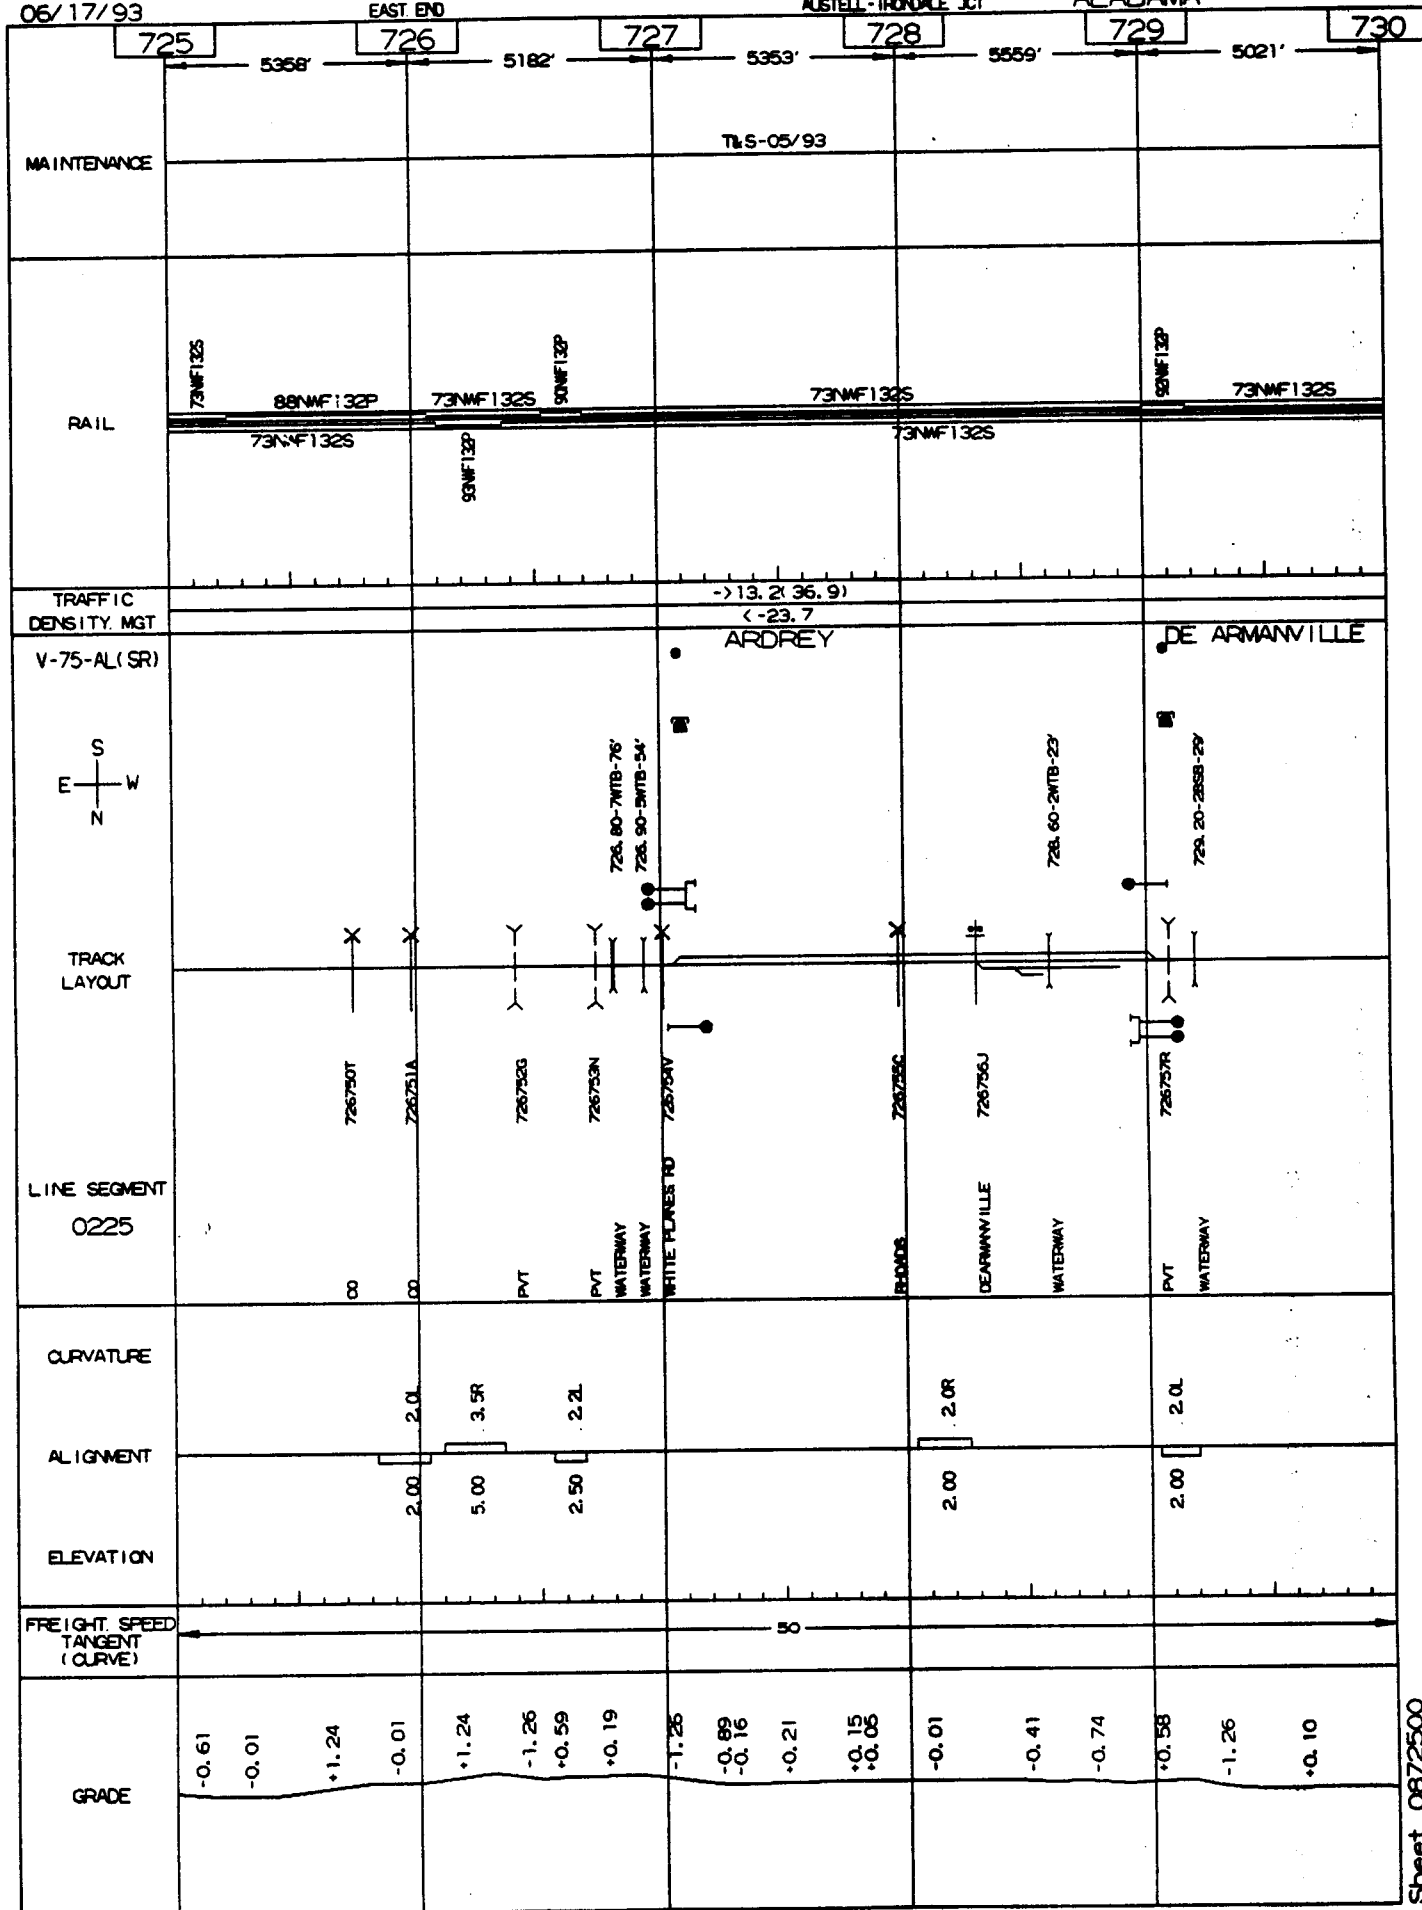 06/17/93 EAST END AUSTELL-IRONDALE JCT ALABAMA
725 726 727 728 729 730
5358' 5182' 5353' 5559' 5021'
MAINTENANCE
T&S-05/93
73NWF132S 90NWF132P 92NWF132P
88NWF132P 73NWF132S 73NWF132S 73NWF132S
RAIL
73NWF132S 73NWF132S
93NWF132P
TRAFFIC
DENSITY. MGT
->13.2( 36.9)
<-23.7
V-75-AL(SR)
ARDREY DE ARMANVILLE
S
E W
N
726.80-7WTB-76' 726.90-5WTB-54' 728.60-2WTB-23' 729.20-2BSB-29'
TRACK
LAYOUT
726750T 726751A 726752G 726753N 726754V 726755C 726756J 726757R
LINE SEGMENT
0225
CO CO PVT PVT WATERWAY WATERWAY WHITE PLANES RD RHOADS DEARMANVILLE WATERWAY PVT WATERWAY
CURVATURE
2.0L 3.5R 2.2L 2.0R 2.0L
ALIGNMENT
2.00 5.00 2.50 2.00 2.00
ELEVATION
FREIGHT. SPEED
TANGENT
(CURVE)
50
-0.61 -0.01 +1.24 -0.01 +1.24 -1.26 +0.59 +0.19 -1.26 -0.89 -0.16 +0.21 +0.15 +0.05 -0.01 -0.41 -0.74 +0.58 -1.26 +0.10
GRADE
Sheet 0872500